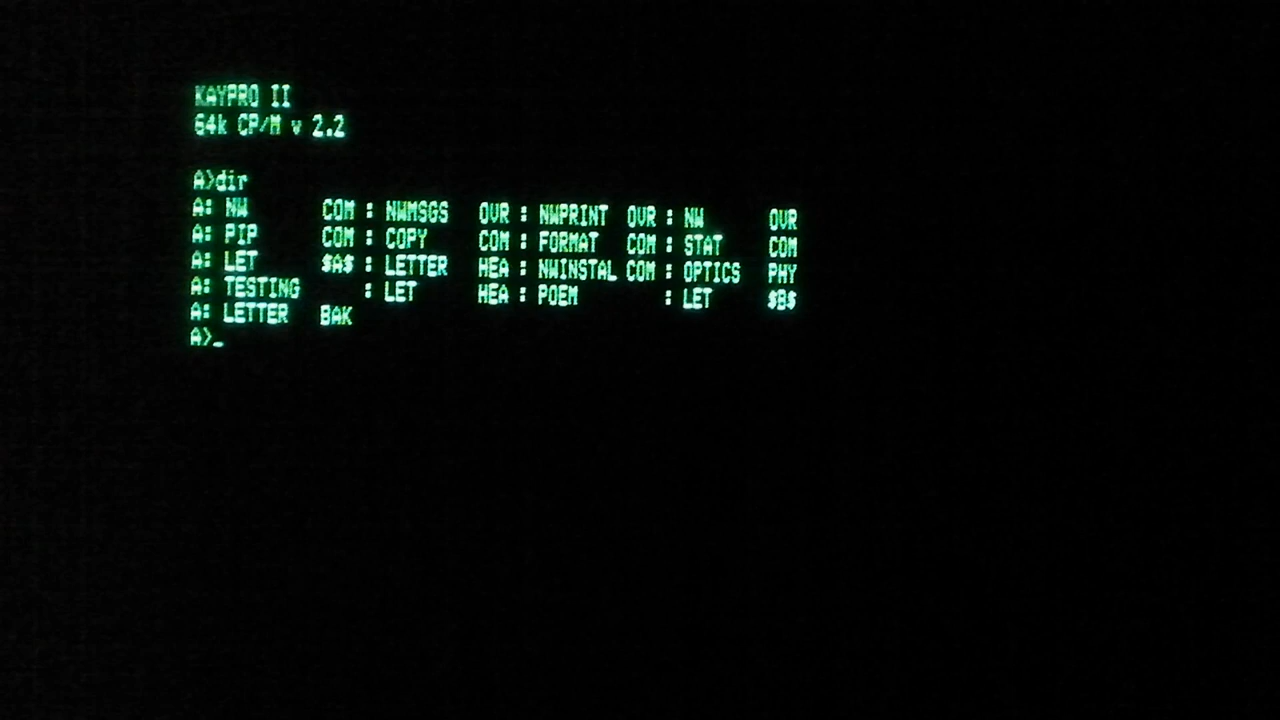 KAYPRO II
64k CP/M v 2.2
A>dir
A: NW       COM : NWMSGS   OVR : NWPRINT  OVR : NW       OVR
A: PIP      COM : COPY     COM : FORMAT   COM : STAT     COM
A: LET      $A$ : LETTER   HEA : NWINSTAL COM : OPTICS   PHY
A: TESTING      : LET      HEA : POEM         : LET      $B$
A: LETTER   BAK
A>_